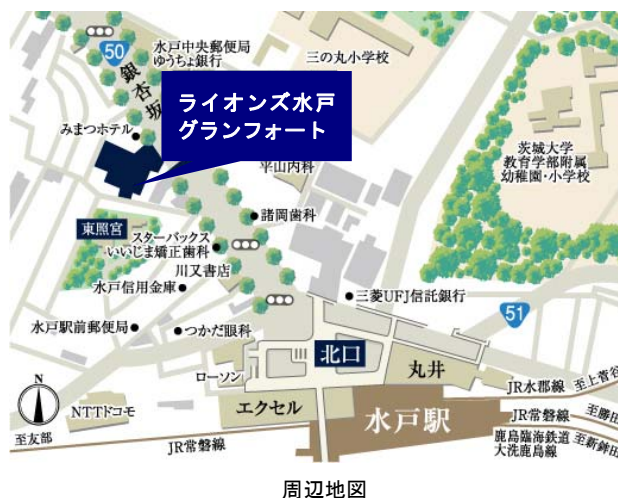 50
水戸中央郵便局
ゆうちょ銀行
三の丸小学校
銀杏坂
ライオンズ水戸
グランフォート
みまつホテル
茨城大学
教育学部附属
幼稚園・小学校
平山内科
東照宮
諸岡歯科
スターバックス
いいじま矯正歯科
川又書店
水戸信用金庫
三菱UFJ信託銀行
51
水戸駅前郵便局
つかだ眼科
北口
丸井
ローソン
JR水郡線
至上菅谷
N
エクセル
水戸駅
NTTドコモ
JR常磐線
至勝田
至友部
JR常磐線
鹿島臨海鉄道
大洗鹿島線
至新鉾田
周辺地図